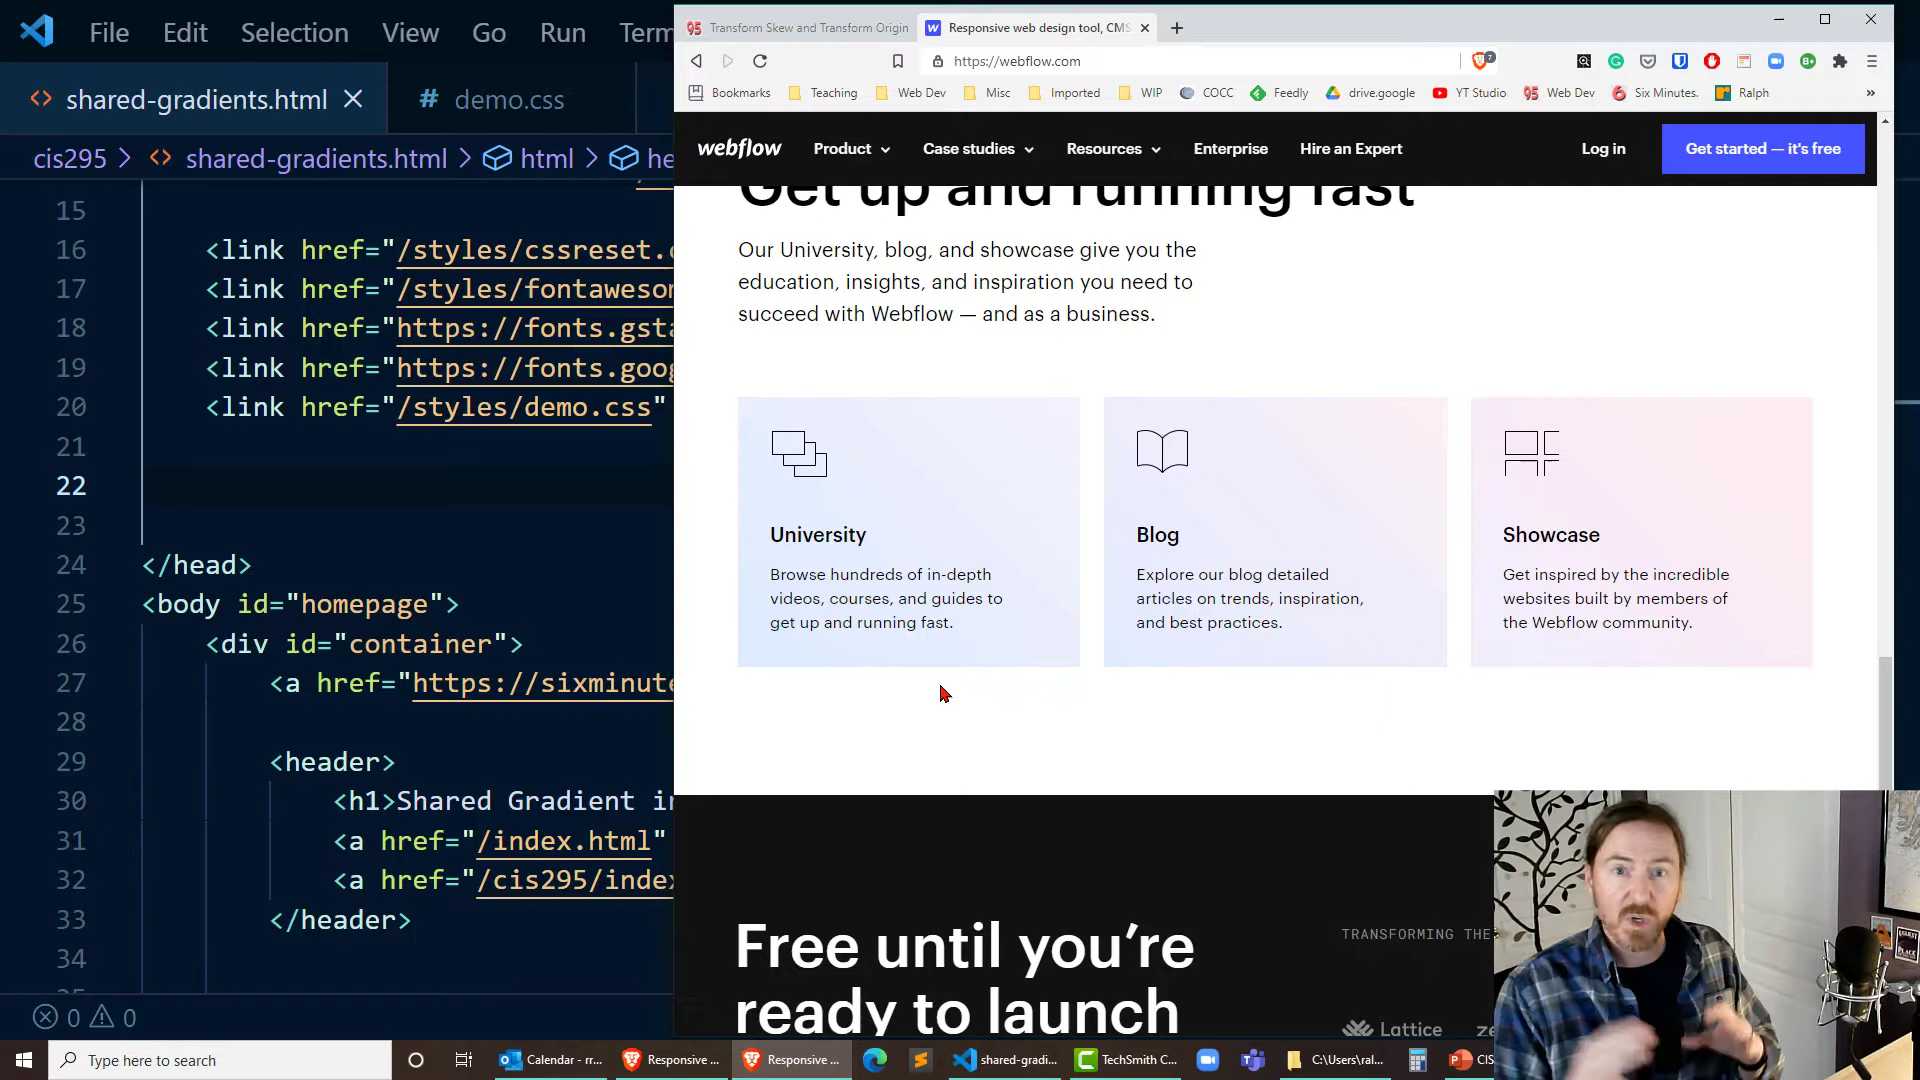 File Edit Selection View Go Run Term
shared-gradients.html
# demo.css
cis295 > shared-gradients.html > html > he
15
16 <link href="/styles/cssreset.
17 <link href="/styles/fontaweso
18 <link href="https://fonts.gst
19 <link href="https://fonts.goo
20 <link href="/styles/demo.css"
21
22
23
24 </head>
25 <body id="homepage">
26 <div id="container">
27 <a href="https://sixminute
28
29 <header>
30 <h1>Shared Gradient i
31 <a href="/index.html"
32 <a href="/cis295/index
33 </header>
34
0 0
Transform Skew and Transform Origin
Responsive web design tool, CMS
https://webflow.com
7
Bookmarks Teaching Web Dev Misc Imported WIP COCC Feedly drive.google YT Studio Web Dev Six Minutes. Ralph »
webflow Product Case studies Resources Enterprise Hire an Expert Log in Get started — it's free
Get up and running fast
Our University, blog, and showcase give you the
education, insights, and inspiration you need to
succeed with Webflow — and as a business.
University
Browse hundreds of in-depth
videos, courses, and guides to
get up and running fast.
Blog
Explore our blog detailed
articles on trends, inspiration,
and best practices.
Showcase
Get inspired by the incredible
websites built by members of
the Webflow community.
Free until you’re
ready to launch
TRANSFORMING THE
Lattice ze
Type here to search
Calendar - rr...
Responsive ...
Responsive ...
shared-gradi...
TechSmith C...
C:\Users\ral...
CIS